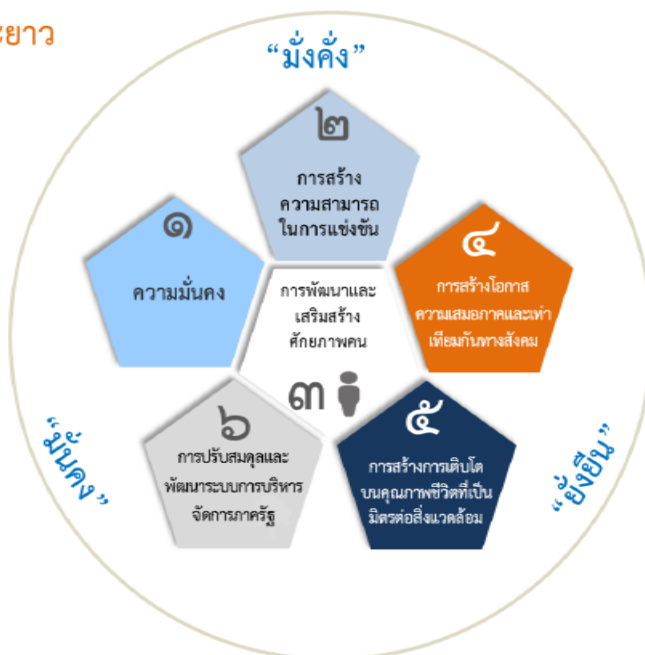 ะยาว
“มั่งคั่ง”
๒
การสร้าง
ความสามารถ
ในการแข่งขัน
๑
ความมั่นคง
๔
การสร้างโอกาส
ความเสมอภาคและเท่า
เทียมกันทางสังคม
การพัฒนาและ
เสริมสร้าง
ศักยภาพคน
๓
๖
การปรับสมดุลและ
พัฒนาระบบการบริหาร
จัดการภาครัฐ
๕
การสร้างการเติบโต
บนคุณภาพชีวิตที่เป็น
มิตรต่อสิ่งแวดล้อม
“มั่นคง”
“ยั่งยืน”